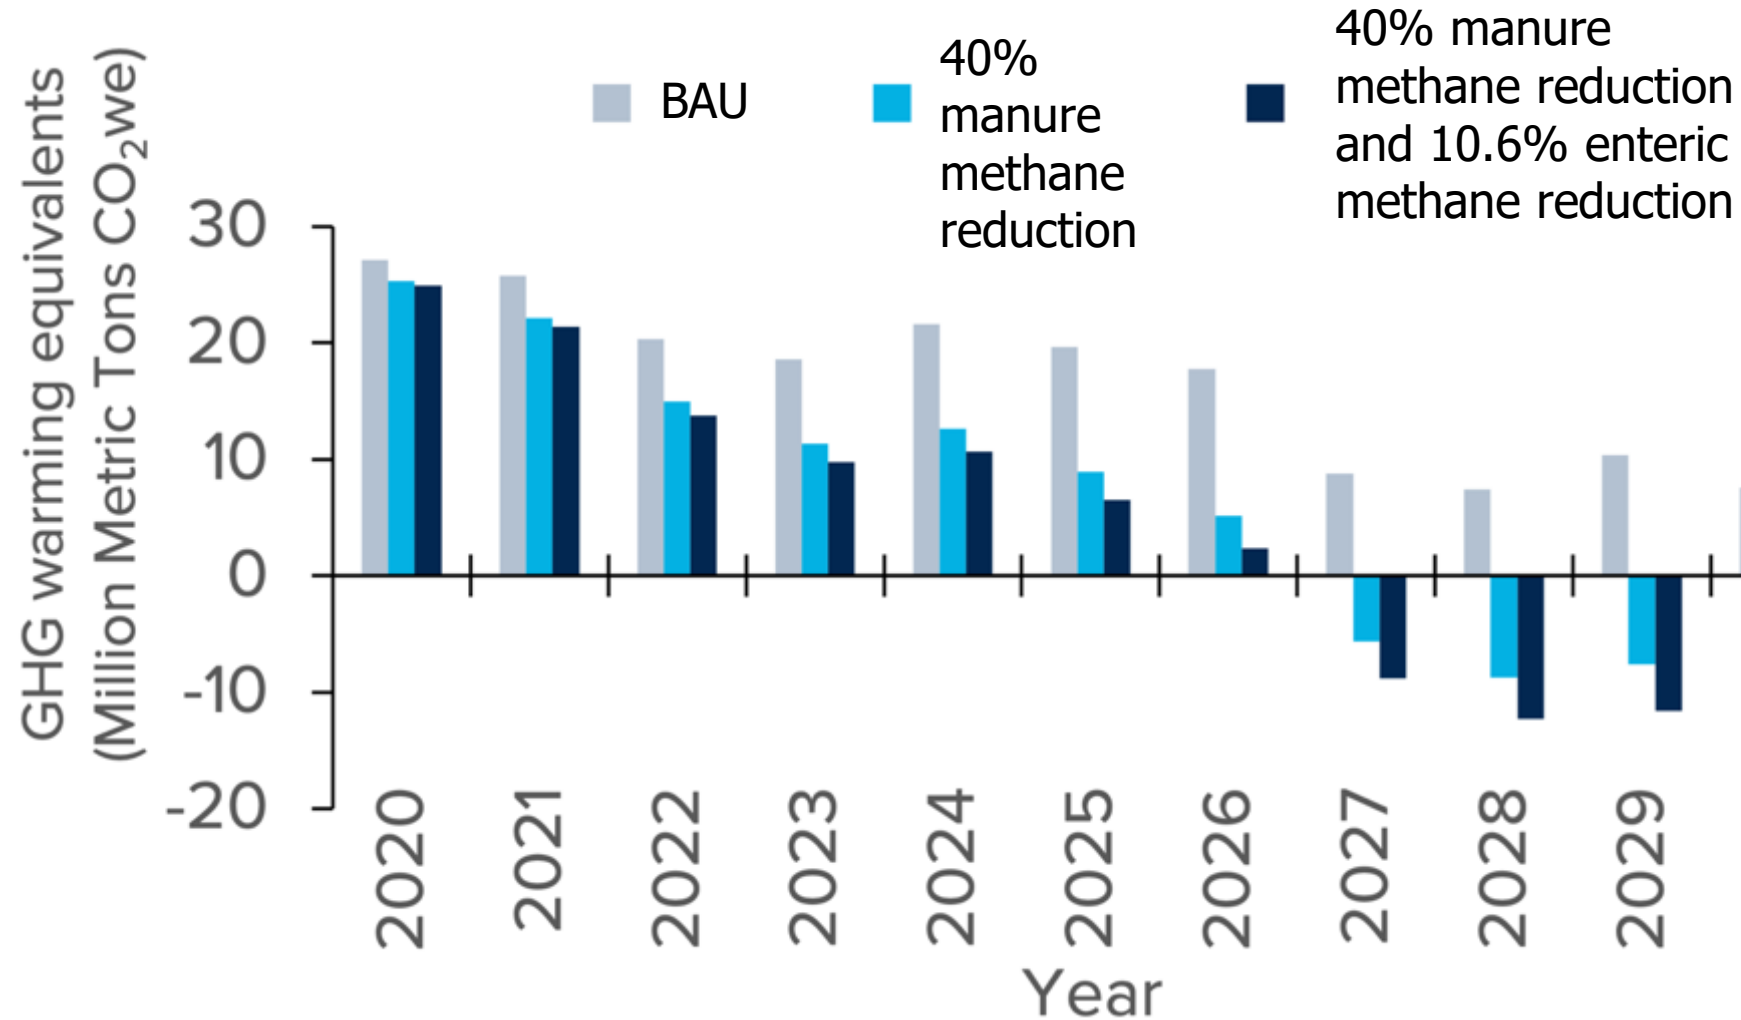 GHG warming equivalents
(Million Metric Tons CO₂we)
BAU
40%
manure
methane
reduction
40% manure
methane reduction
and 10.6% enteric
methane reduction
30
20
10
0
-10
-20
2020
2021
2022
2023
2024
2025
2026
2027
2028
2029
Year